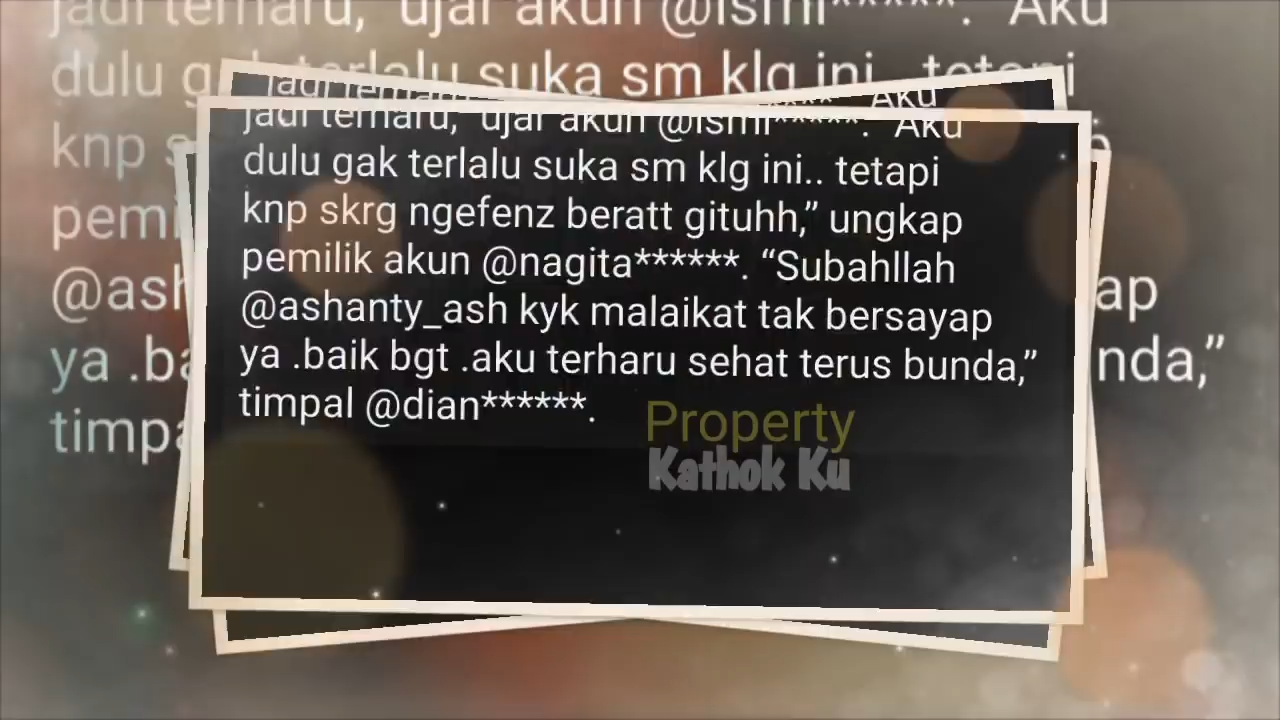 jadi terharu,” ujar akun @ismi*****. “Aku
dulu gak terlalu suka sm klg ini.. tetapi
knp skrg ngefenz beratt gituhh,” ungkap
pemilik akun @nagita******. “Subahllah
@ashanty_ash kyk malaikat tak bersayap
ya .baik bgt .aku terharu sehat terus bunda,”
timpal @dian******.
Property
Kathok Ku